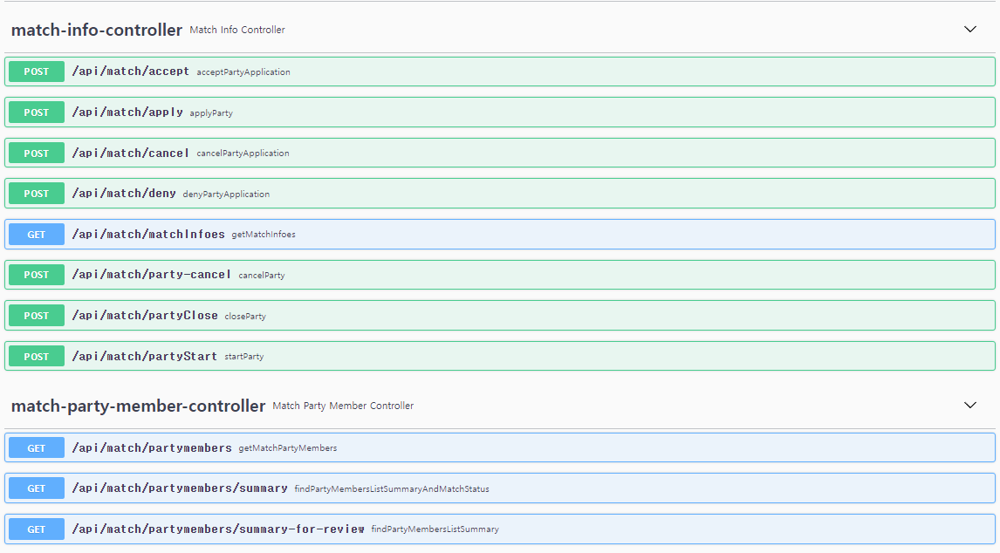 match-info-controller Match Info Controller
POST /api/match/accept acceptPartyApplication
POST /api/match/apply applyParty
POST /api/match/cancel cancelPartyApplication
POST /api/match/deny denyPartyApplication
GET /api/match/matchInfoes getMatchInfoes
POST /api/match/party-cancel cancelParty
POST /api/match/partyClose closeParty
POST /api/match/partyStart startParty
match-party-member-controller Match Party Member Controller
GET /api/match/partymembers getMatchPartyMembers
GET /api/match/partymembers/summary findPartyMembersListSummaryAndMatchStatus
GET /api/match/partymembers/summary-for-review findPartyMembersListSummary